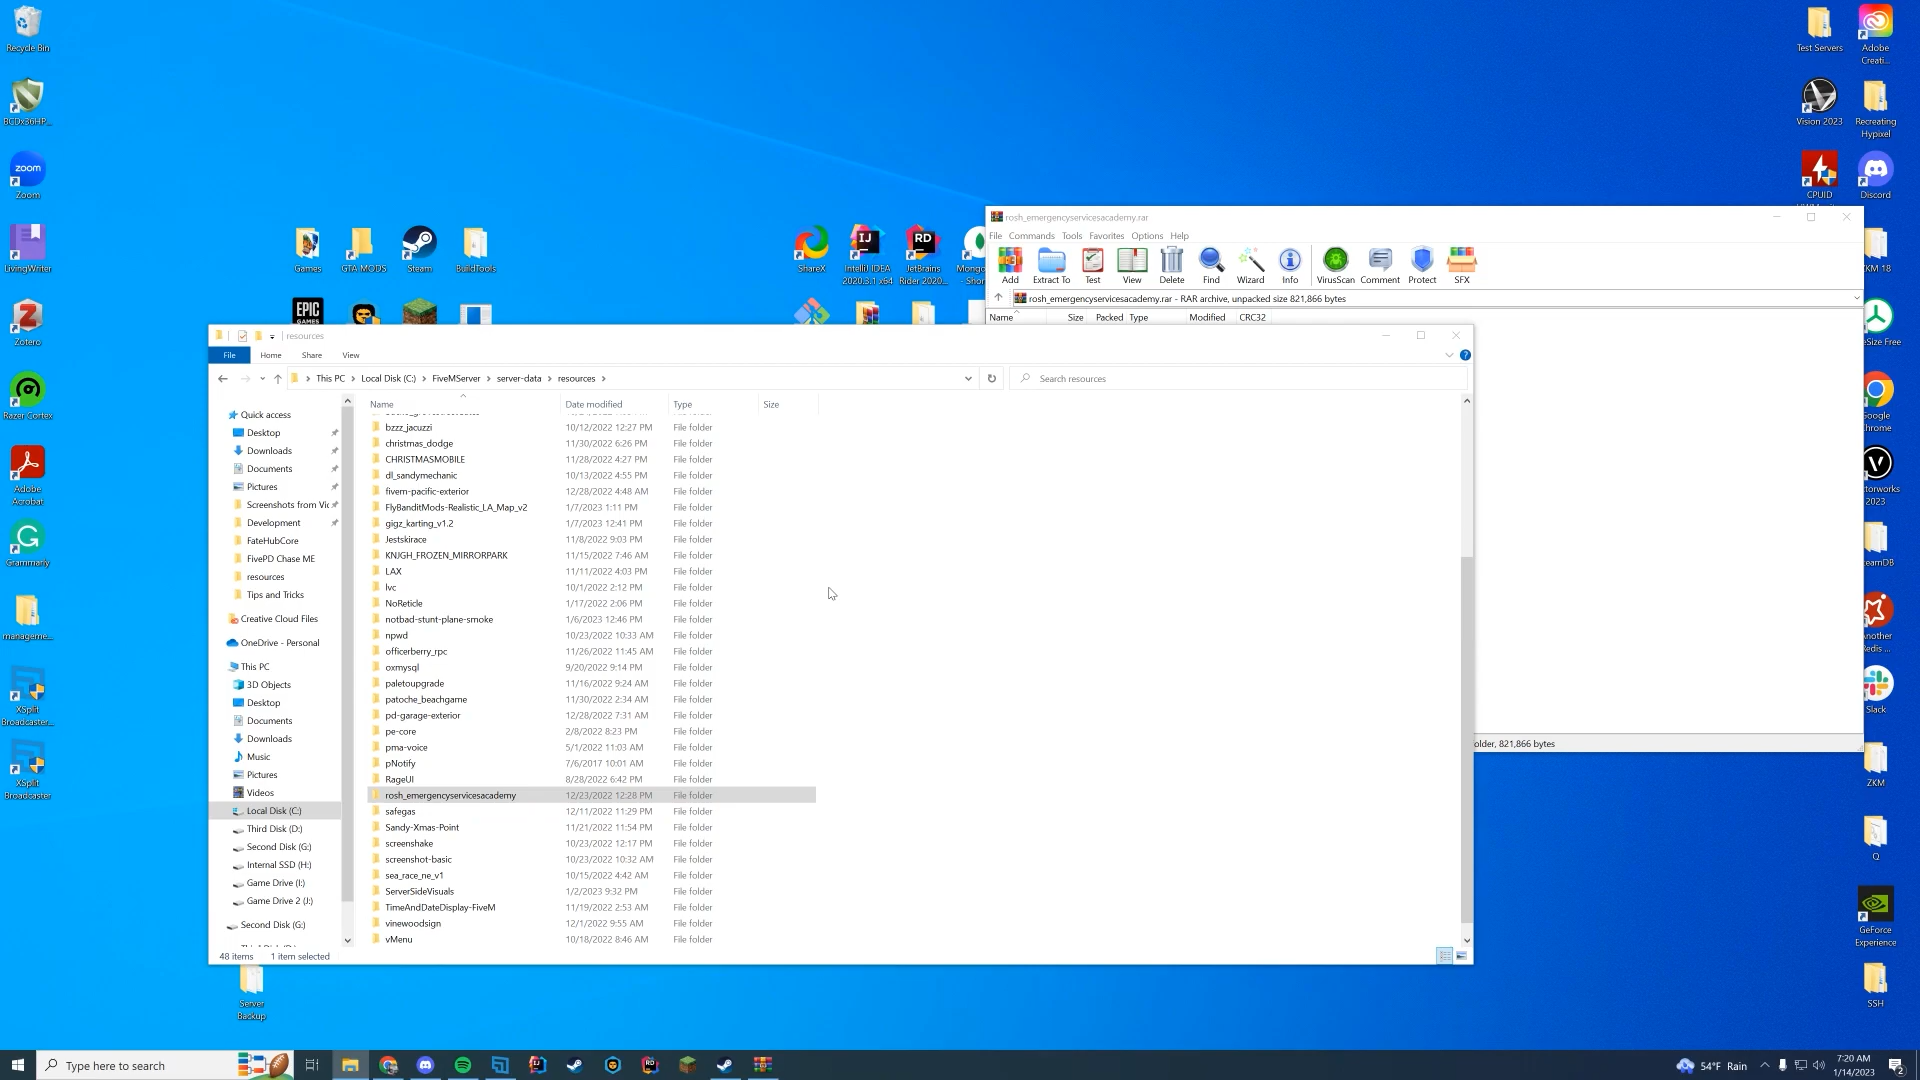 Recycle Bin
BCDx36HP...
Zoom
LivingWriter
Zotero
Razer Cortex
Adobe
Acrobat
Grammarly
manageme...
XSplit
Broadcaster...
XSplit
Broadcaster
Games
GTA MODS
Steam
BuildTools
EPIC
GAMES
ShareX
IntelliJ IDEA
2020.3.1 x64
JetBrains
Rider 2020...
Mongo
- Shor
Test Servers
Adobe
Creati...
Vision 2023
Recreating
Hypixel
CPUID
Discord
ZKM 18
eSize Free
Google
Chrome
2023
eamDB
Another
Redis ...
Slack
ZKM
Q
GeForce
Experience
SSH
Server
Backup
rosh_emergencyservicesacademy.rar
File Commands Tools Favorites Options Help
Add Extract To Test View Delete Find Wizard Info VirusScan Comment Protect SFX
rosh_emergencyservicesacademy.rar - RAR archive, unpacked size 821,866 bytes
Name Size Packed Type Modified CRC32
older, 821,866 bytes
resources
File Home Share View
This PC > Local Disk (C:) > FiveMServer > server-data > resources >
Search resources
Name Date modified Type Size
Quick access
Desktop
Downloads
Documents
Pictures
Screenshots from Vic
Development
FateHubCore
FivePD Chase ME
resources
Tips and Tricks
Creative Cloud Files
OneDrive - Personal
This PC
3D Objects
Desktop
Documents
Downloads
Music
Pictures
Videos
Local Disk (C:)
Third Disk (D:)
Second Disk (G:)
Internal SSD (H:)
Game Drive (I:)
Game Drive 2 (J:)
Second Disk (G:)
bzzz_jacuzzi 10/12/2022 12:27 PM File folder
christmas_dodge 11/30/2022 6:26 PM File folder
CHRISTMASMOBILE 11/28/2022 4:27 PM File folder
dl_sandymechanic 10/13/2022 4:55 PM File folder
fivem-pacific-exterior 12/28/2022 4:48 AM File folder
FlyBanditMods-Realistic_LA_Map_v2 1/7/2023 1:11 PM File folder
gigz_karting_v1.2 1/7/2023 12:41 PM File folder
Jestskirace 11/8/2022 9:03 PM File folder
KNJGH_FROZEN_MIRRORPARK 11/15/2022 7:46 AM File folder
LAX 11/11/2022 4:03 PM File folder
lvc 10/1/2022 2:12 PM File folder
NoReticle 1/17/2022 2:06 PM File folder
notbad-stunt-plane-smoke 1/6/2023 12:46 PM File folder
npwd 10/23/2022 10:33 AM File folder
officerberry_rpc 11/26/2022 11:45 AM File folder
oxmysql 9/20/2022 9:14 PM File folder
paletoupgrade 11/16/2022 9:24 AM File folder
patoche_beachgame 11/30/2022 2:34 AM File folder
pd-garage-exterior 12/28/2022 7:31 AM File folder
pe-core 2/8/2022 8:23 PM File folder
pma-voice 5/1/2022 11:03 AM File folder
pNotify 7/6/2017 10:01 AM File folder
RageUI 8/28/2022 6:42 PM File folder
rosh_emergencyservicesacademy 12/23/2022 12:28 PM File folder
safegas 12/11/2022 11:29 PM File folder
Sandy-Xmas-Point 11/21/2022 11:54 PM File folder
screenshake 10/23/2022 12:17 PM File folder
screenshot-basic 10/23/2022 10:32 AM File folder
sea_race_ne_v1 10/15/2022 4:42 AM File folder
ServerSideVisuals 1/2/2023 9:32 PM File folder
TimeAndDateDisplay-FiveM 11/19/2022 2:53 AM File folder
vinewoodsign 12/1/2022 9:55 AM File folder
vMenu 10/18/2022 8:46 AM File folder
48 items 1 item selected
Type here to search
54°F Rain
7:20 AM
1/14/2023
2